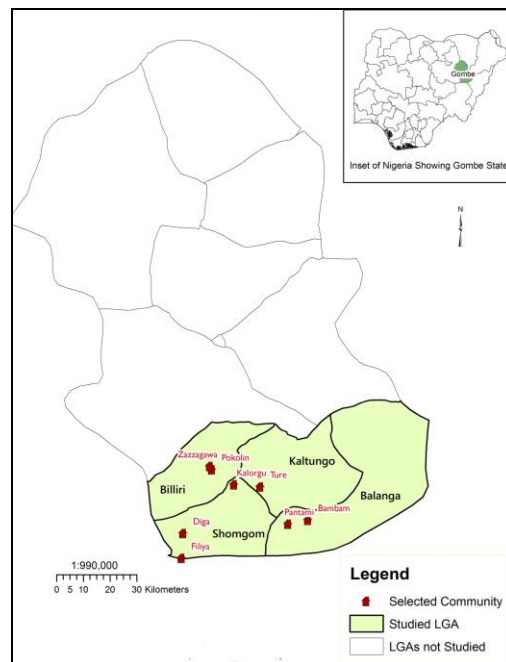 Gombe
Inset of Nigeria Showing Gombe State
N
Zazzagawa
Pokolin
Kaltungo
Kalorgu
Ture
Billiri
Balanga
Pantami
Bambam
Diga
Shomgom
Filiya
1:990,000
0 5 10 20 30 Kilometers
Legend
Selected Community
Studied LGA
LGAs not Studied